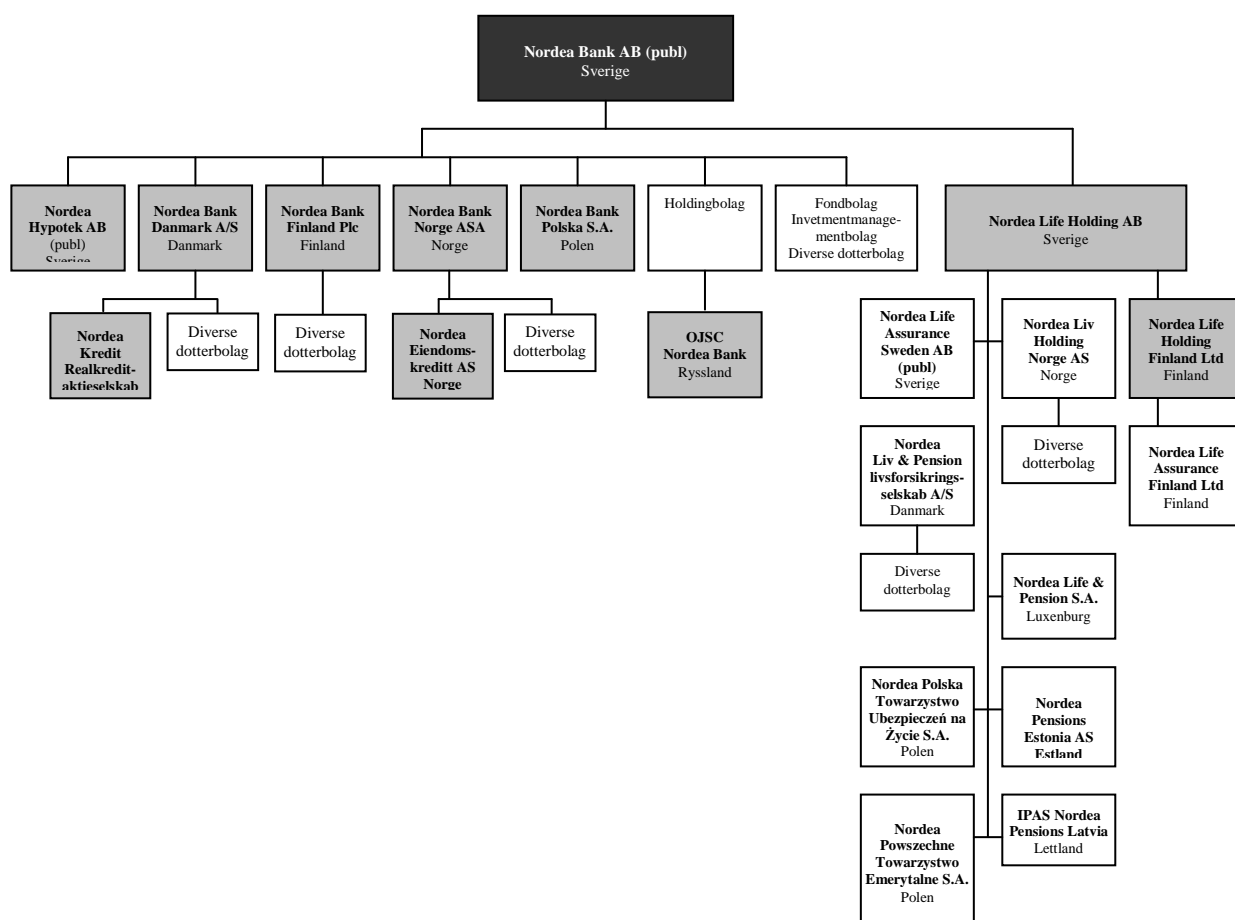 Nordea Bank AB (publ)
Sverige
Nordea
Hypotek AB
(publ)
Sverige
Nordea Bank
Danmark A/S
Danmark
Nordea Bank
Finland Plc
Finland
Nordea Bank
Norge ASA
Norge
Nordea Bank
Polska S.A.
Polen
Holdingbolag
Fondbolag
Invetmentmanage-
mentbolag
Diverse dotterbolag
Nordea Life Holding AB
Sverige
Nordea
Kredit
Realkredit-
aktieselskab
Diverse
dotterbolag
Diverse
dotterbolag
Nordea
Eiendoms-
kreditt AS
Norge
Diverse
dotterbolag
OJSC
Nordea Bank
Ryssland
Nordea Life
Assurance
Sweden AB
(publ)
Sverige
Nordea Liv
Holding
Norge AS
Norge
Nordea Life
Holding
Finland Ltd
Finland
Nordea
Liv & Pension
livsforsikrings-
selskab A/S
Danmark
Diverse
dotterbolag
Nordea Life
Assurance
Finland Ltd
Finland
Diverse
dotterbolag
Nordea Life &
Pension S.A.
Luxenburg
Nordea Polska
Towarzystwo
Ubezpieczeń na
Życie S.A.
Polen
Nordea
Pensions
Estonia AS
Estland
Nordea
Powszechne
Towarzystwo
Emerytalne S.A.
Polen
IPAS Nordea
Pensions Latvia
Lettland